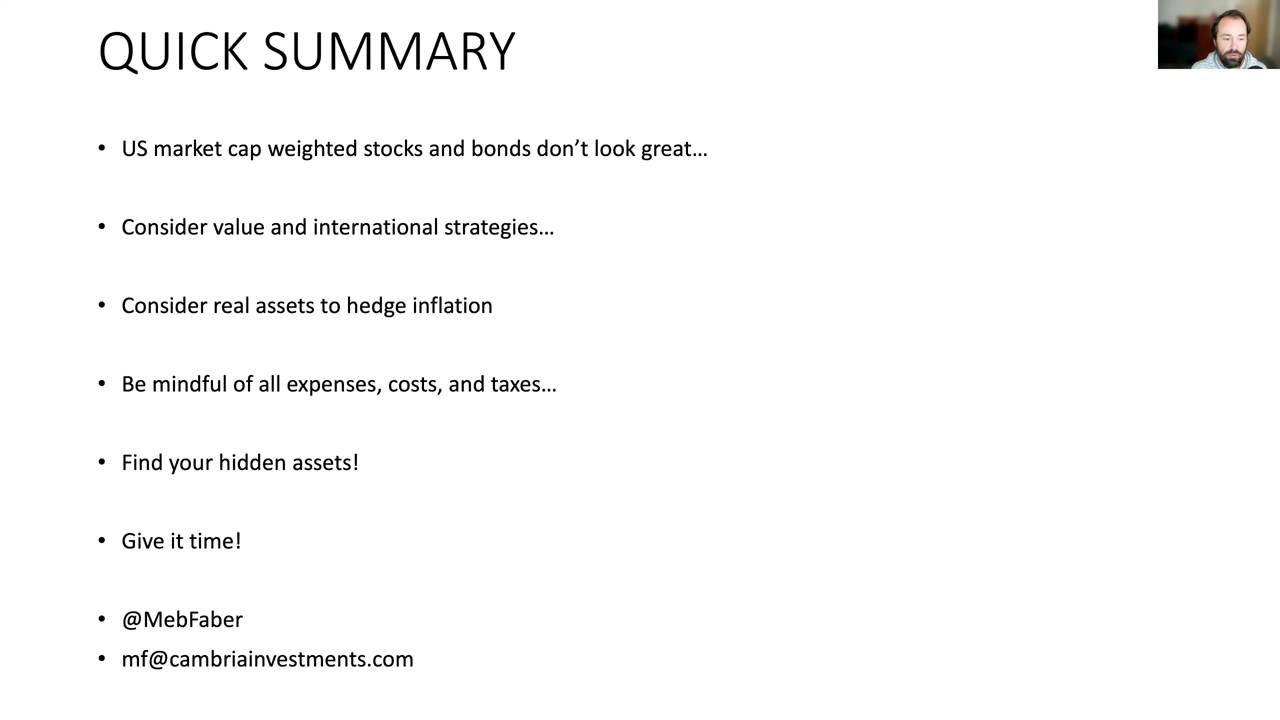 QUICK SUMMARY
• US market cap weighted stocks and bonds don’t look great…
• Consider value and international strategies…
• Consider real assets to hedge inflation
• Be mindful of all expenses, costs, and taxes…
• Find your hidden assets!
• Give it time!
• @MebFaber
• mf@cambriainvestments.com